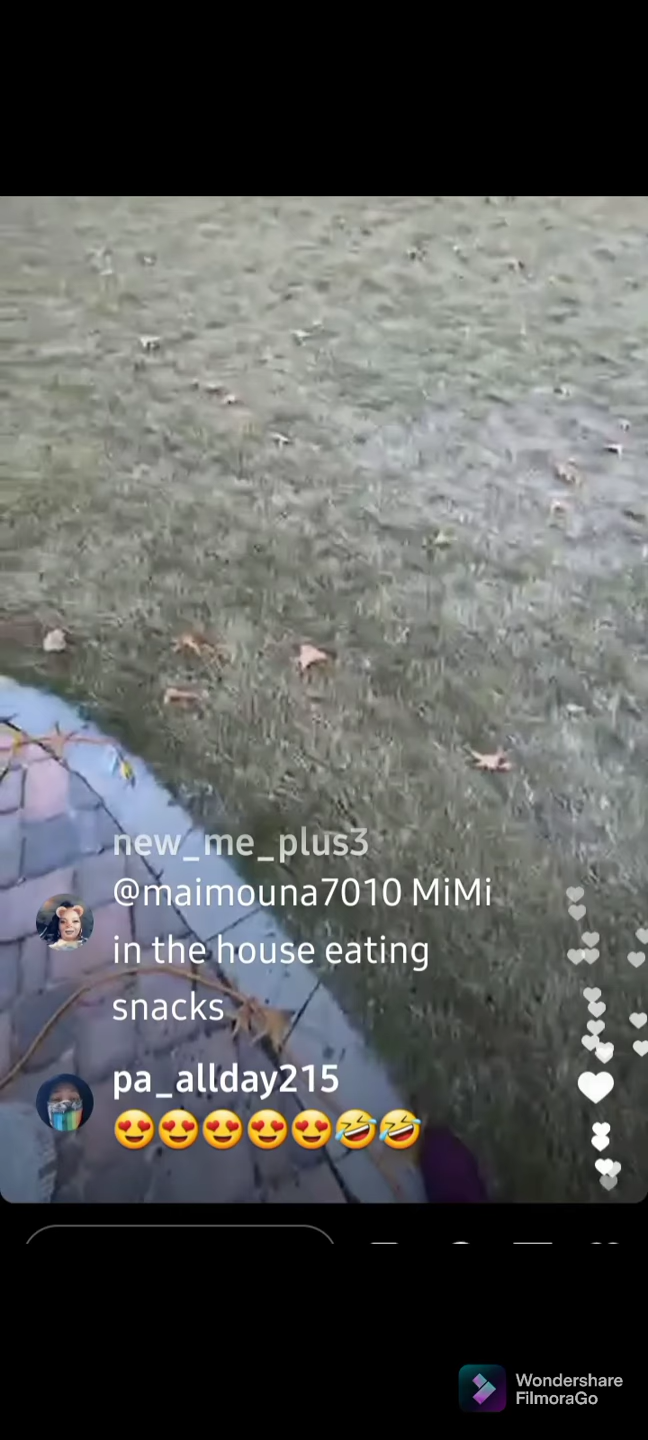 new_me_plus3
@maimouna7010 MiMi
in the house eating
snacks
pa_allday215
😍😍😍😍😍🤣🤣
Wondershare
FilmoraGo